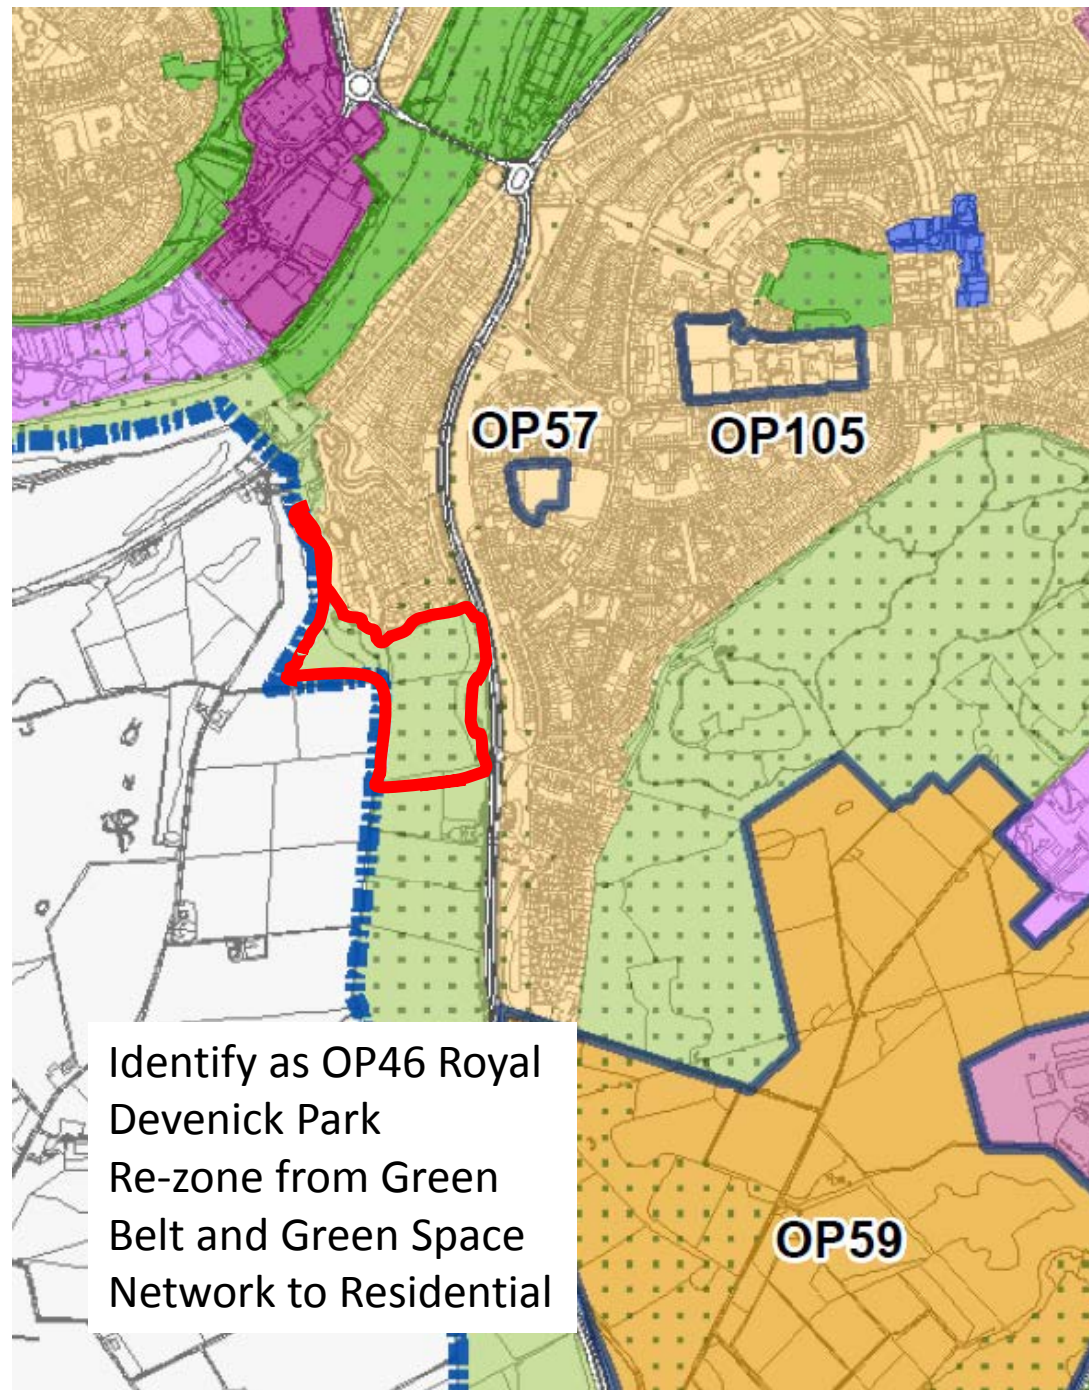 OP57
OP105
Identify as OP46 Royal
Devenick Park
Re-zone from Green
Belt and Green Space
Network to Residential
OP59